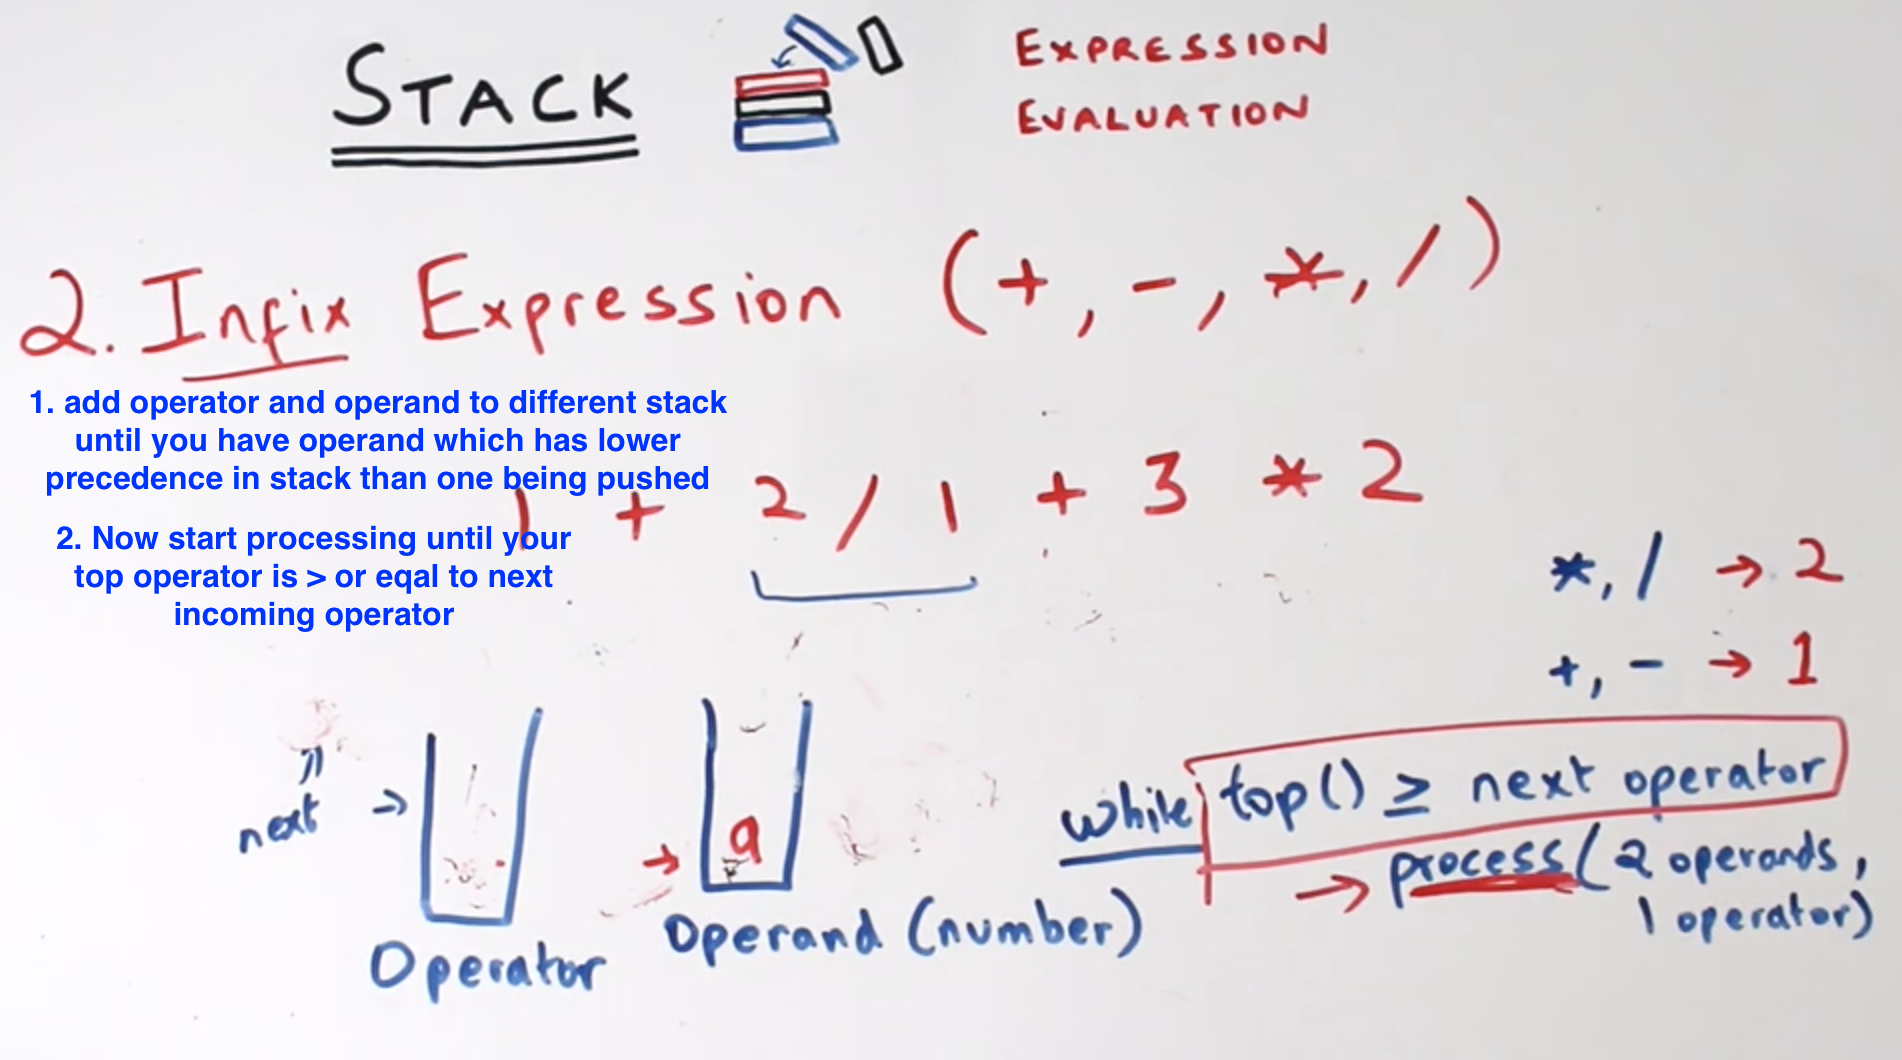 STACK
EXPRESSION
EVALUATION
2. Infix Expression (+, -, *, /)
1. add operator and operand to different stack
until you have operand which has lower
precedence in stack than one being pushed
1 + 2 / 1 + 3 * 2
2. Now start processing until your
top operator is > or eqal to next
incoming operator
*, / → 2
+, - → 1
next →
→ 9
while top() ≥ next operator
→ process(2 operands,
1 operator)
Operator
Operand (number)